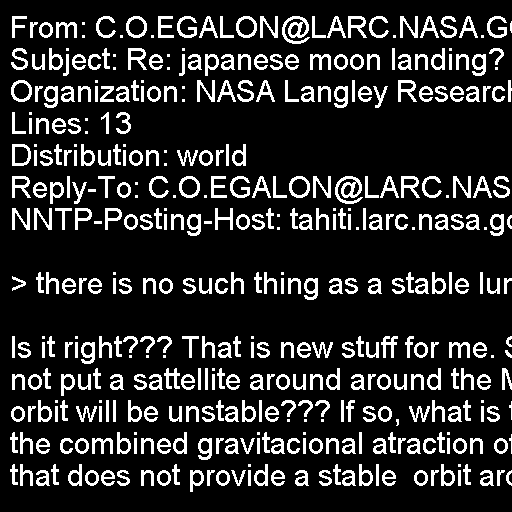 From: C.O.EGALON@LARC.NASA.G
Subject: Re: japanese moon landing?
Organization: NASA Langley Research
Lines: 13
Distribution: world
Reply-To: C.O.EGALON@LARC.NAS
NNTP-Posting-Host: tahiti.larc.nasa.go
> there is no such thing as a stable lun
Is it right??? That is new stuff for me. S
not put a sattellite around around the M
orbit will be unstable??? If so, what is t
the combined gravitacional atraction of
that does not provide a stable  orbit aro